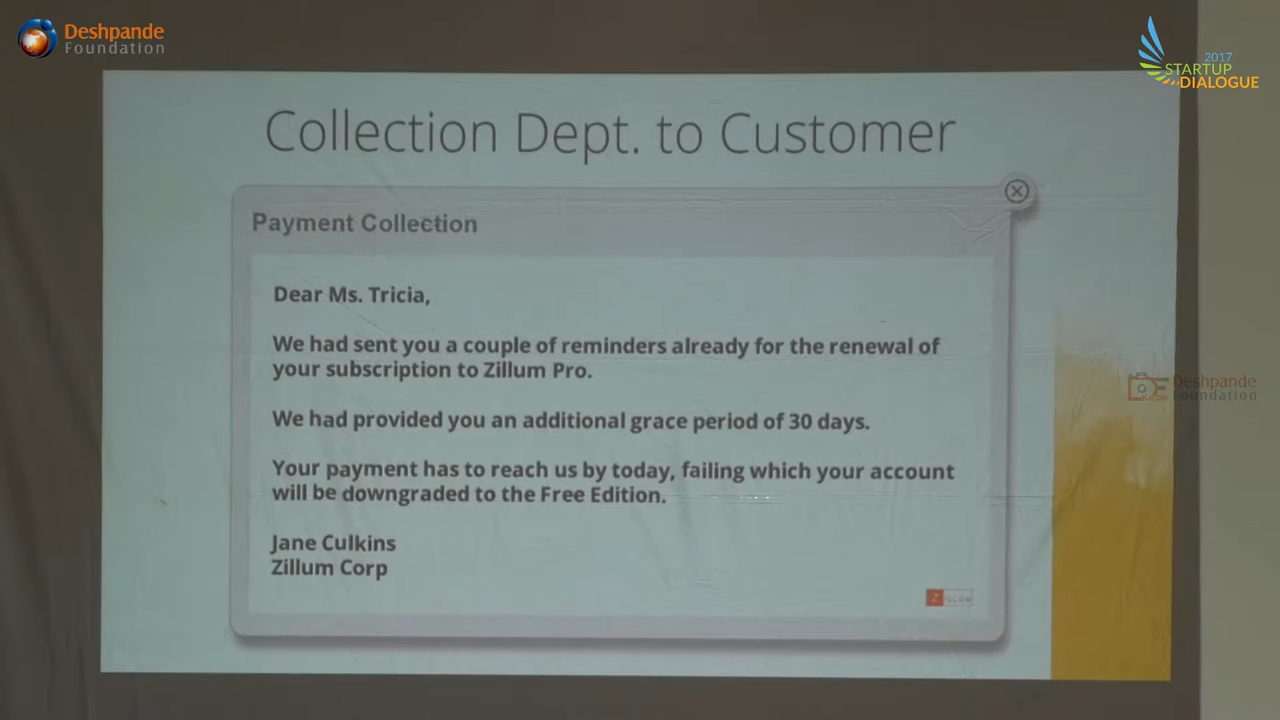 Deshpande
Foundation
2017
STARTUP
DIALOGUE
Collection Dept. to Customer
Payment Collection
Dear Ms. Tricia,
We had sent you a couple of reminders already for the renewal of
your subscription to Zillum Pro.
We had provided you an additional grace period of 30 days.
Your payment has to reach us by today, failing which your account
will be downgraded to the Free Edition.
Jane Culkins
Zillum Corp
Deshpande
Foundation